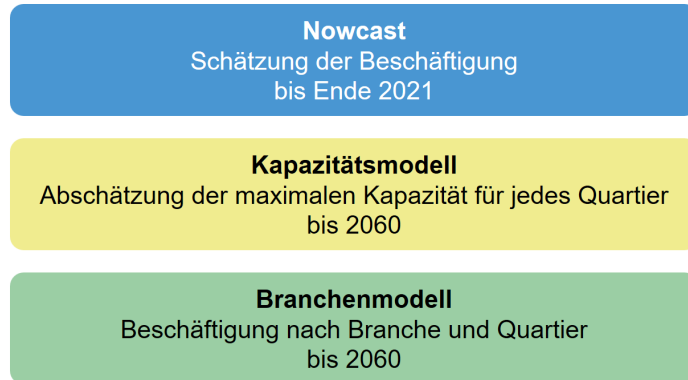 Nowcast
Schätzung der Beschäftigung
bis Ende 2021
Kapazitätsmodell
Abschätzung der maximalen Kapazität für jedes Quartier
bis 2060
Branchenmodell
Beschäftigung nach Branche und Quartier
bis 2060